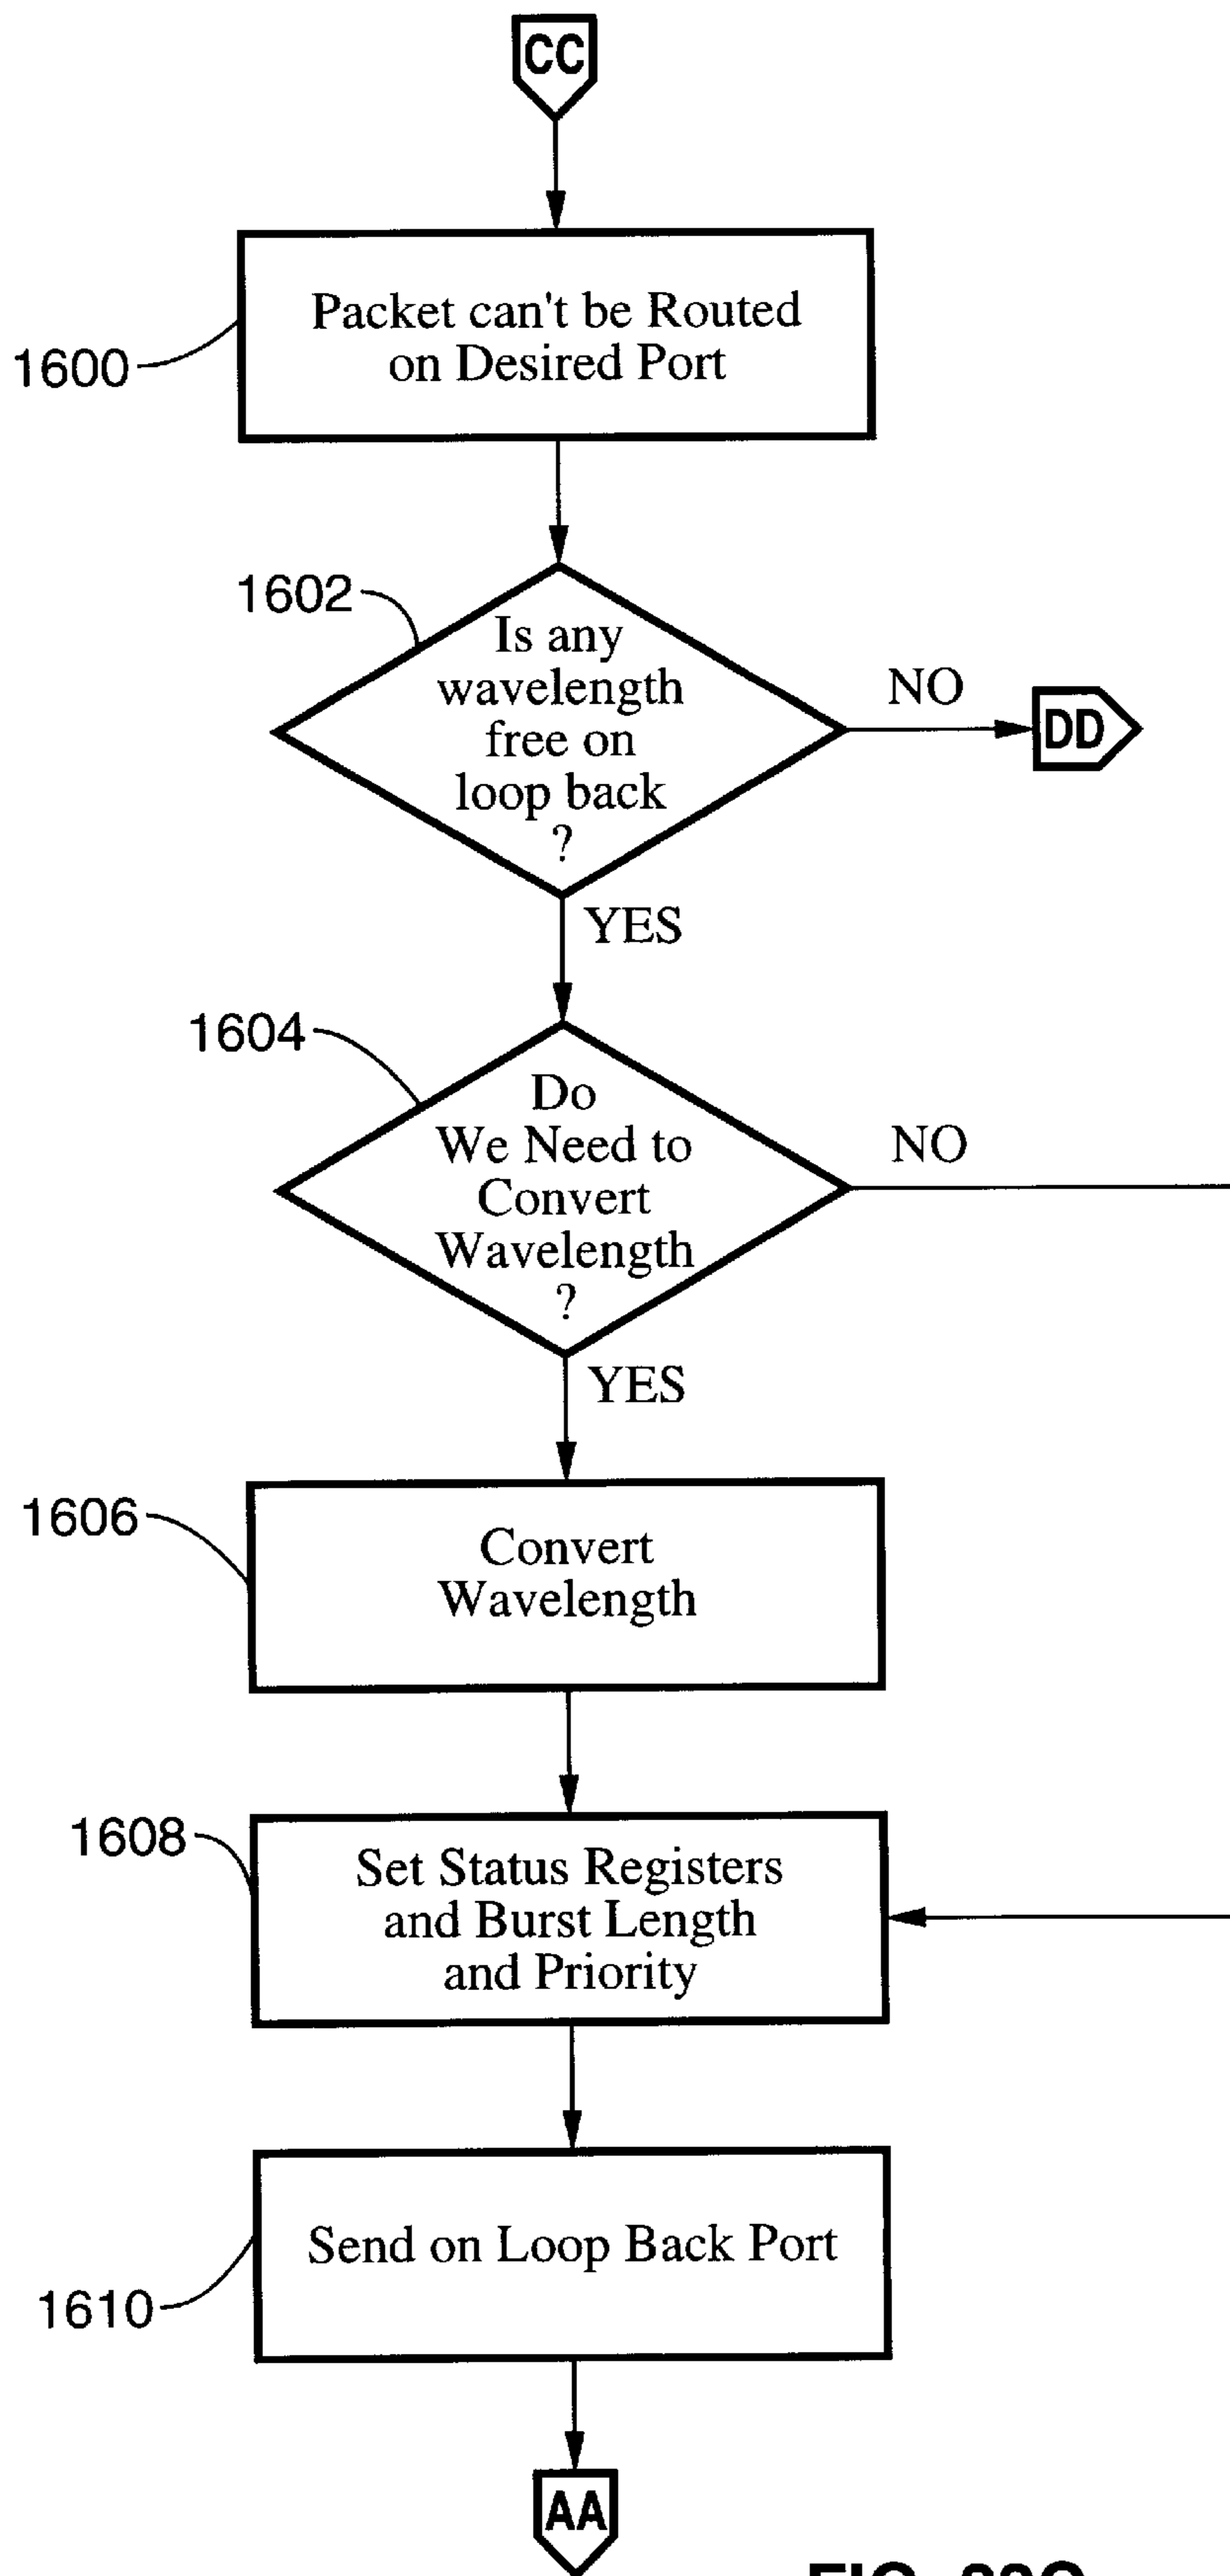 CC
1600
Packet can't be Routed
on Desired Port
1602
Is any
wavelength
free on
loop back
?
NO
DD
YES
1604
Do
We Need to
Convert
Wavelength
?
NO
YES
1606
Convert
Wavelength
1608
Set Status Registers
and Burst Length
and Priority
1610
Send on Loop Back Port
AA